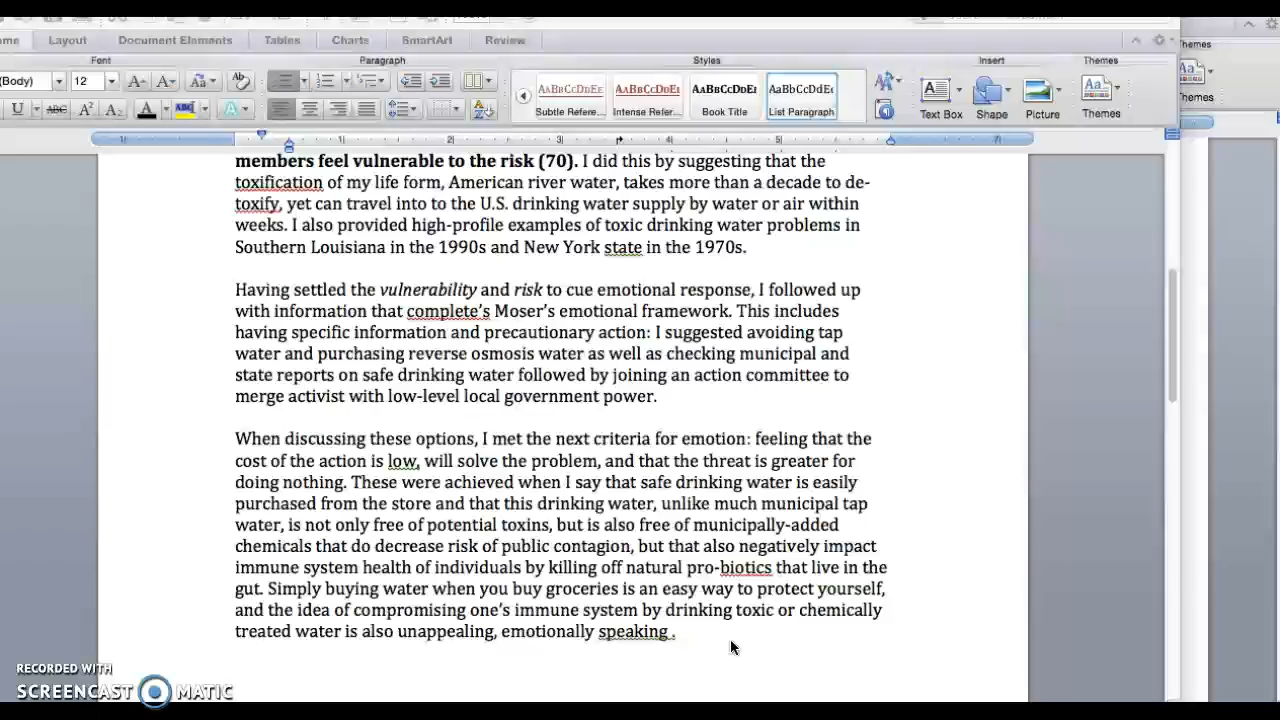 ome Layout Document Elements Tables Charts SmartArt Review
Font Paragraph Styles Insert Themes
(Body) 12
AaBbCcDdEe AaBbCcDdEe AaBbCcDdEe AaBbCcDdEe
Subtle Refere... Intense Refer... Book Title List Paragraph
Text Box Shape Picture Themes
Themes
Themes
1 1 2 3 4 5 7
members feel vulnerable to the risk (70). I did this by suggesting that the
toxification of my life form, American river water, takes more than a decade to de-
toxify, yet can travel into to the U.S. drinking water supply by water or air within
weeks. I also provided high-profile examples of toxic drinking water problems in
Southern Louisiana in the 1990s and New York state in the 1970s.
Having settled the vulnerability and risk to cue emotional response, I followed up
with information that complete's Moser's emotional framework. This includes
having specific information and precautionary action: I suggested avoiding tap
water and purchasing reverse osmosis water as well as checking municipal and
state reports on safe drinking water followed by joining an action committee to
merge activist with low-level local government power.
When discussing these options, I met the next criteria for emotion: feeling that the
cost of the action is low, will solve the problem, and that the threat is greater for
doing nothing. These were achieved when I say that safe drinking water is easily
purchased from the store and that this drinking water, unlike much municipal tap
water, is not only free of potential toxins, but is also free of municipally-added
chemicals that do decrease risk of public contagion, but that also negatively impact
immune system health of individuals by killing off natural pro-biotics that live in the
gut. Simply buying water when you buy groceries is an easy way to protect yourself,
and the idea of compromising one's immune system by drinking toxic or chemically
treated water is also unappealing, emotionally speaking .
RECORDED WITH
SCREENCAST MATIC